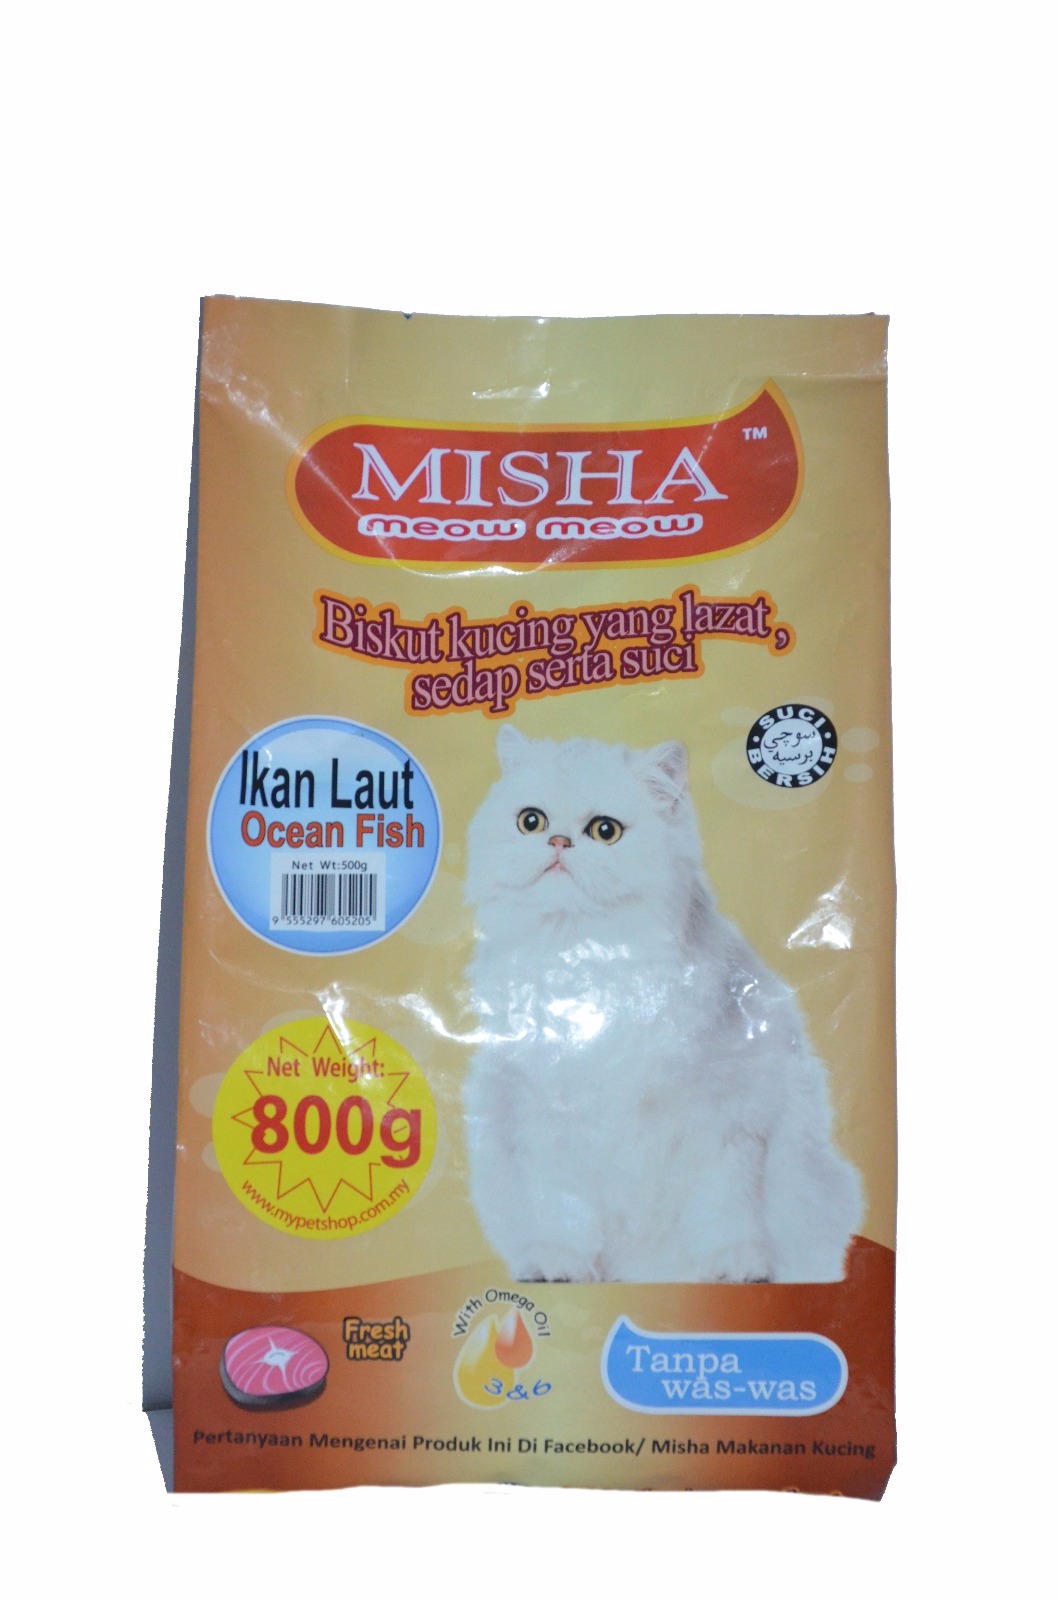 MISHA
TM
meow meow
Biskut kucing yang lazat,
sedap serta suci
SUCI
سوچي
برسيه
BERSIH
Ikan Laut
Ocean Fish
Net Wt:500g
9 555297 605205
Net Weight:
800g
www.mypetshop.com.my
Fresh
meat
With Omega Oil
3&6
Tanpa
was-was
Pertanyaan Mengenai Produk Ini Di Facebook/ Misha Makanan Kucing